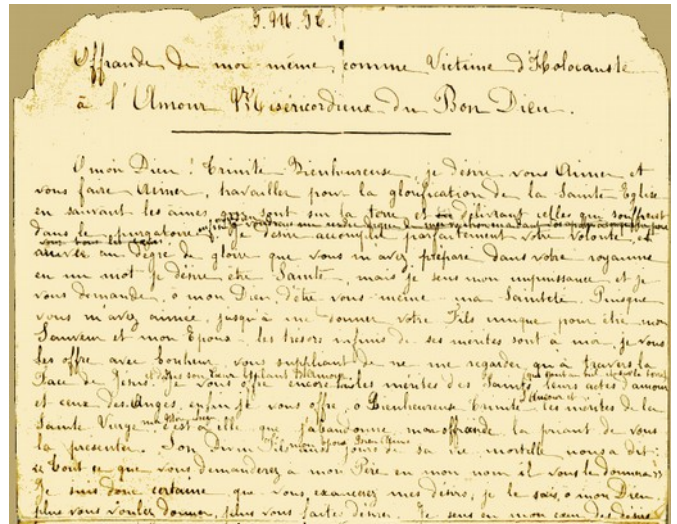 J. M. J. T.
Offrande de moi-même, comme Victime d'Holocauste
à l'Amour Miséricordieux du Bon Dieu.
O mon Dieu ! Trinité Bienheureuse, je désire vous Aimer et
vous faire Aimer, travailler pour la glorification de la Sainte Eglise
en sauvant les âmes qui sont sur la terre et délivrant celles qui souffrent
dans le purgatoire. Je désire accomplir parfaitement votre volonté et
arriver au degré de gloire que vous m'avez préparé dans votre royaume
en un mot je désire être Sainte, mais je sens mon impuissance et je
vous demande, o mon Dieu, d'être vous-même ma Sainteté. Puisque
vous m'avez aimée, jusqu'à me donner votre Fils unique pour être mon
Sauveur et mon Epoux, les trésors infinis de ses mérites sont à moi, je vous
les offre avec bonheur, vous suppliant de ne me regarder qu'à travers la
et dans son Coeur brûlant d'Amour
Face de Jésus. Je vous offre encore tous les mérites des Saints leurs actes d'amour
et ceux des Anges, enfin je vous offre, o Bienheureuse Trinité les mérites de la
Sainte Vierge ma c'est à elle que j'abandonne mon offrande la priant de vous
mon Epoux Bien-Aimé
la présenter. Son Divin Fils aux jours de sa vie mortelle nous a dit :
« Tout ce que vous demanderez à mon Père en mon nom il vous le donnera »
Je suis donc certaine que vous exaucerez mes désirs, je le sais, o mon Dieu
plus vous voulez donner, plus vous faites désirer. Je sens en mon coeur des désirs